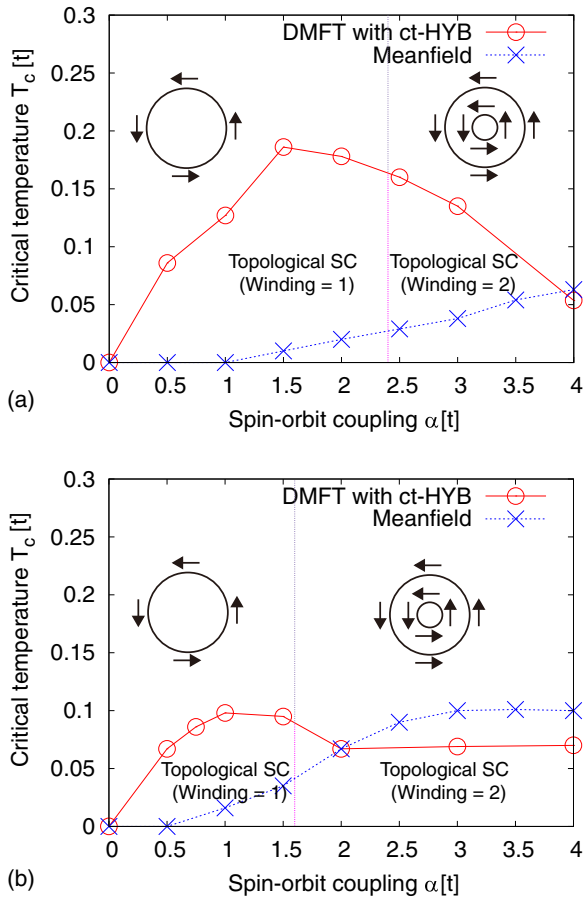 DMFT with ct-HYB
Meanfield
Critical temperature T_c [t]
0.3
0.25
0.2
0.15
0.1
0.05
0
Topological SC
(Winding = 1)
Topological SC
(Winding = 2)
0 0.5 1 1.5 2 2.5 3 3.5 4
(a)
Spin-orbit coupling α[t]
DMFT with ct-HYB
Meanfield
Critical temperature T_c [t]
0.3
0.25
0.2
0.15
0.1
0.05
0
Topological SC
(Winding = 1)
Topological SC
(Winding = 2)
0 0.5 1 1.5 2 2.5 3 3.5 4
(b)
Spin-orbit coupling α[t]